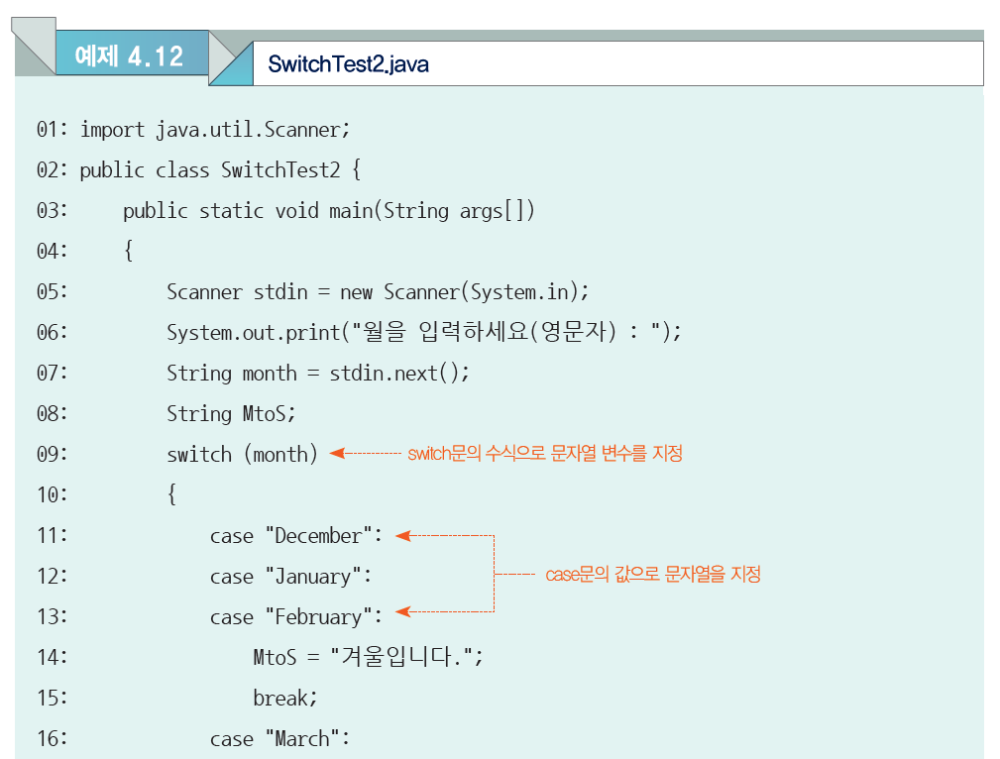 예제 4.12
SwitchTest2.java
01: import java.util.Scanner;
02: public class SwitchTest2 {
03:     public static void main(String args[])
04:     {
05:         Scanner stdin = new Scanner(System.in);
06:         System.out.print("월을 입력하세요(영문자) : ");
07:         String month = stdin.next();
08:         String MtoS;
09:         switch (month) switch문의 수식으로 문자열 변수를 지정
10:         {
11:             case "December":
12:             case "January": case문의 값으로 문자열을 지정
13:             case "February":
14:                 MtoS = "겨울입니다.";
15:                 break;
16:             case "March":